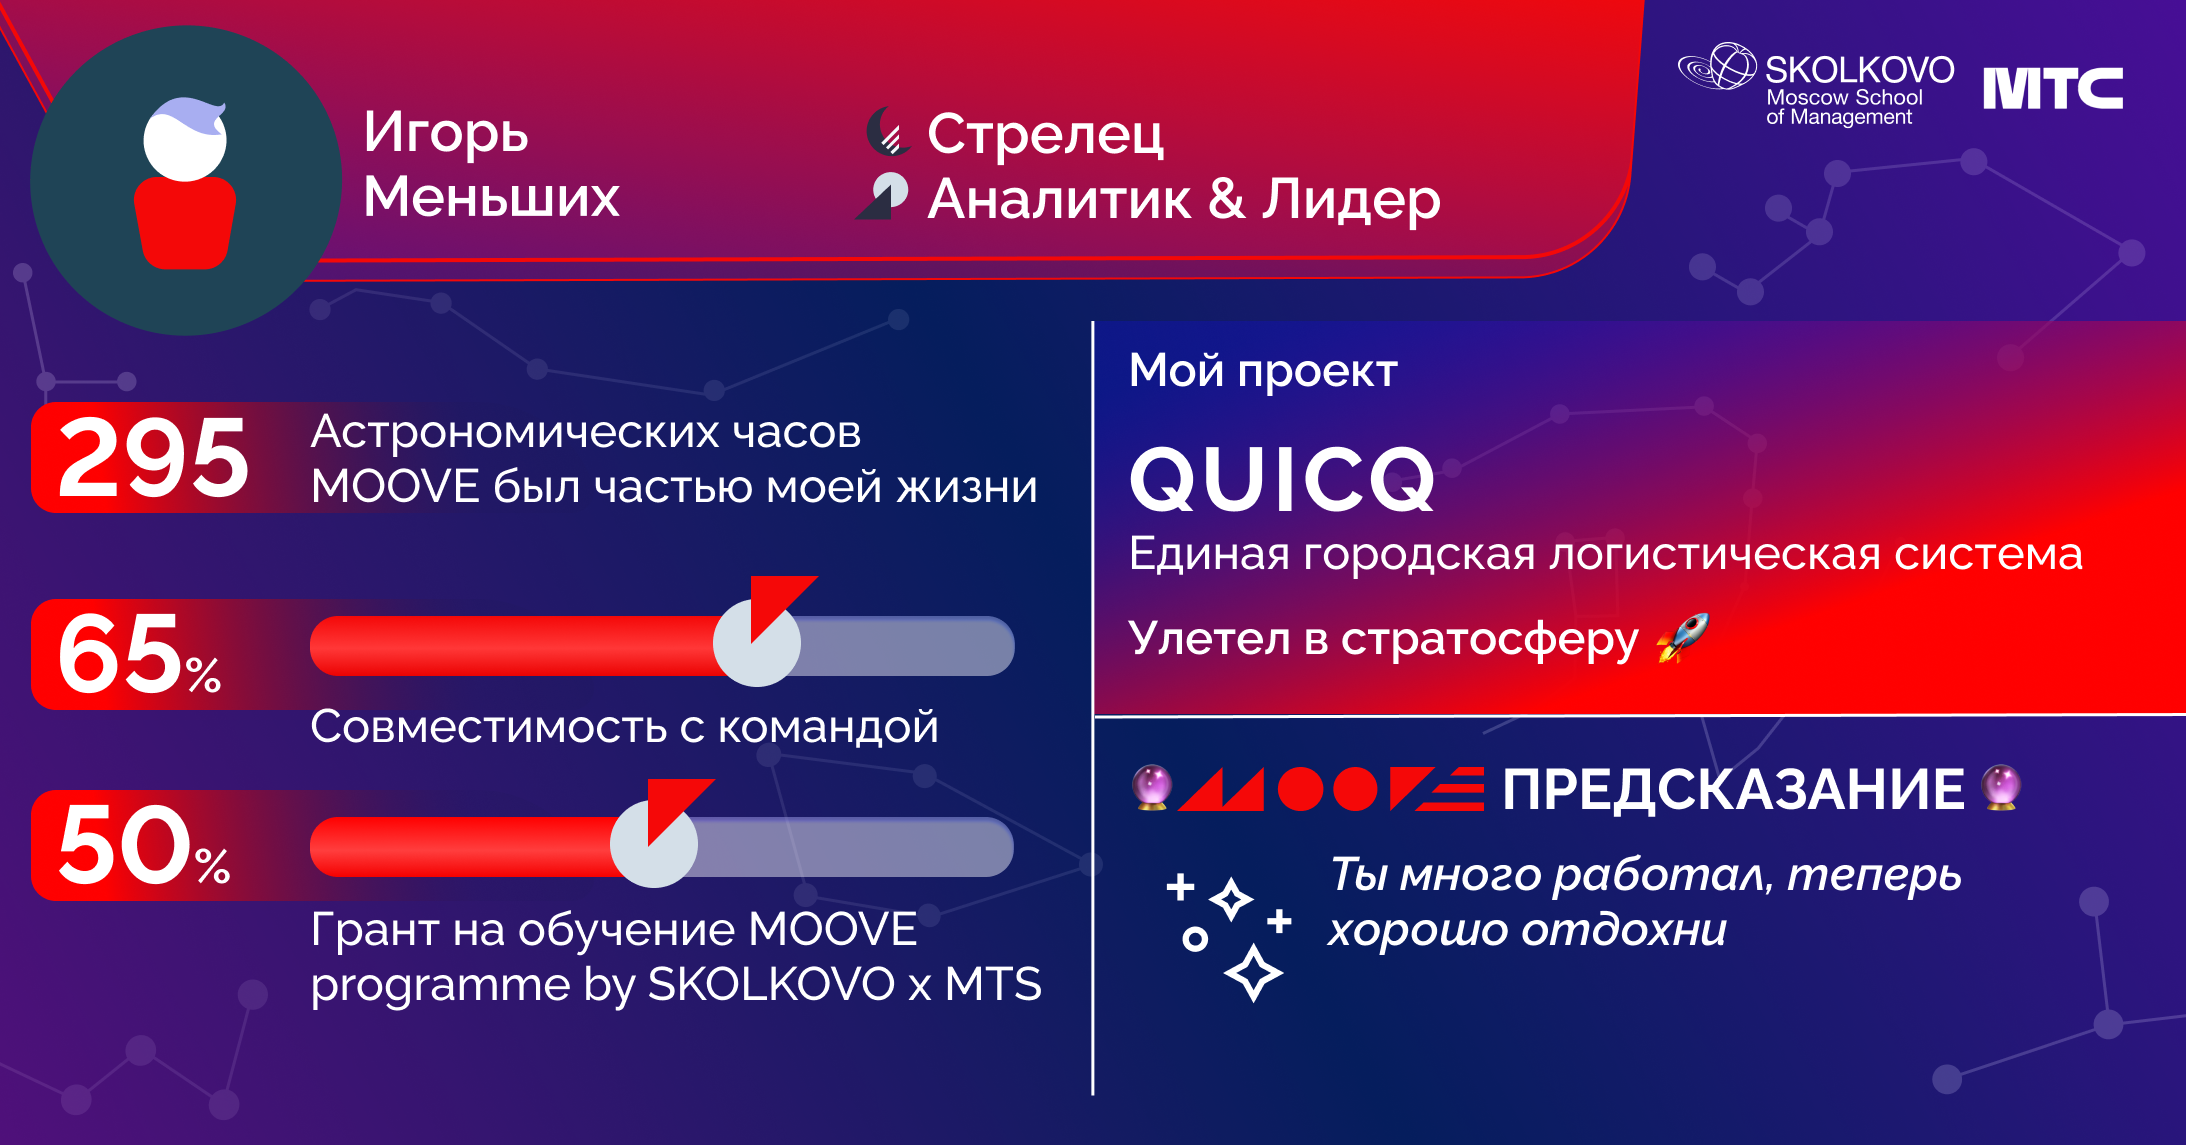 Игорь
Меньших
Стрелец
Аналитик & Лидер
SKOLKOVO
Moscow School
of Management
МТС
295
Астрономических часов
MOOVE был частью моей жизни
65%
Совместимость с командой
50%
Грант на обучение MOOVE
programme by SKOLKOVO x MTS
Мой проект
QUICQ
Единая городская логистическая система
Улетел в стратосферу 🚀
🔮 MOOVE ПРЕДСКАЗАНИЕ 🔮
Ты много работал, теперь
хорошо отдохни